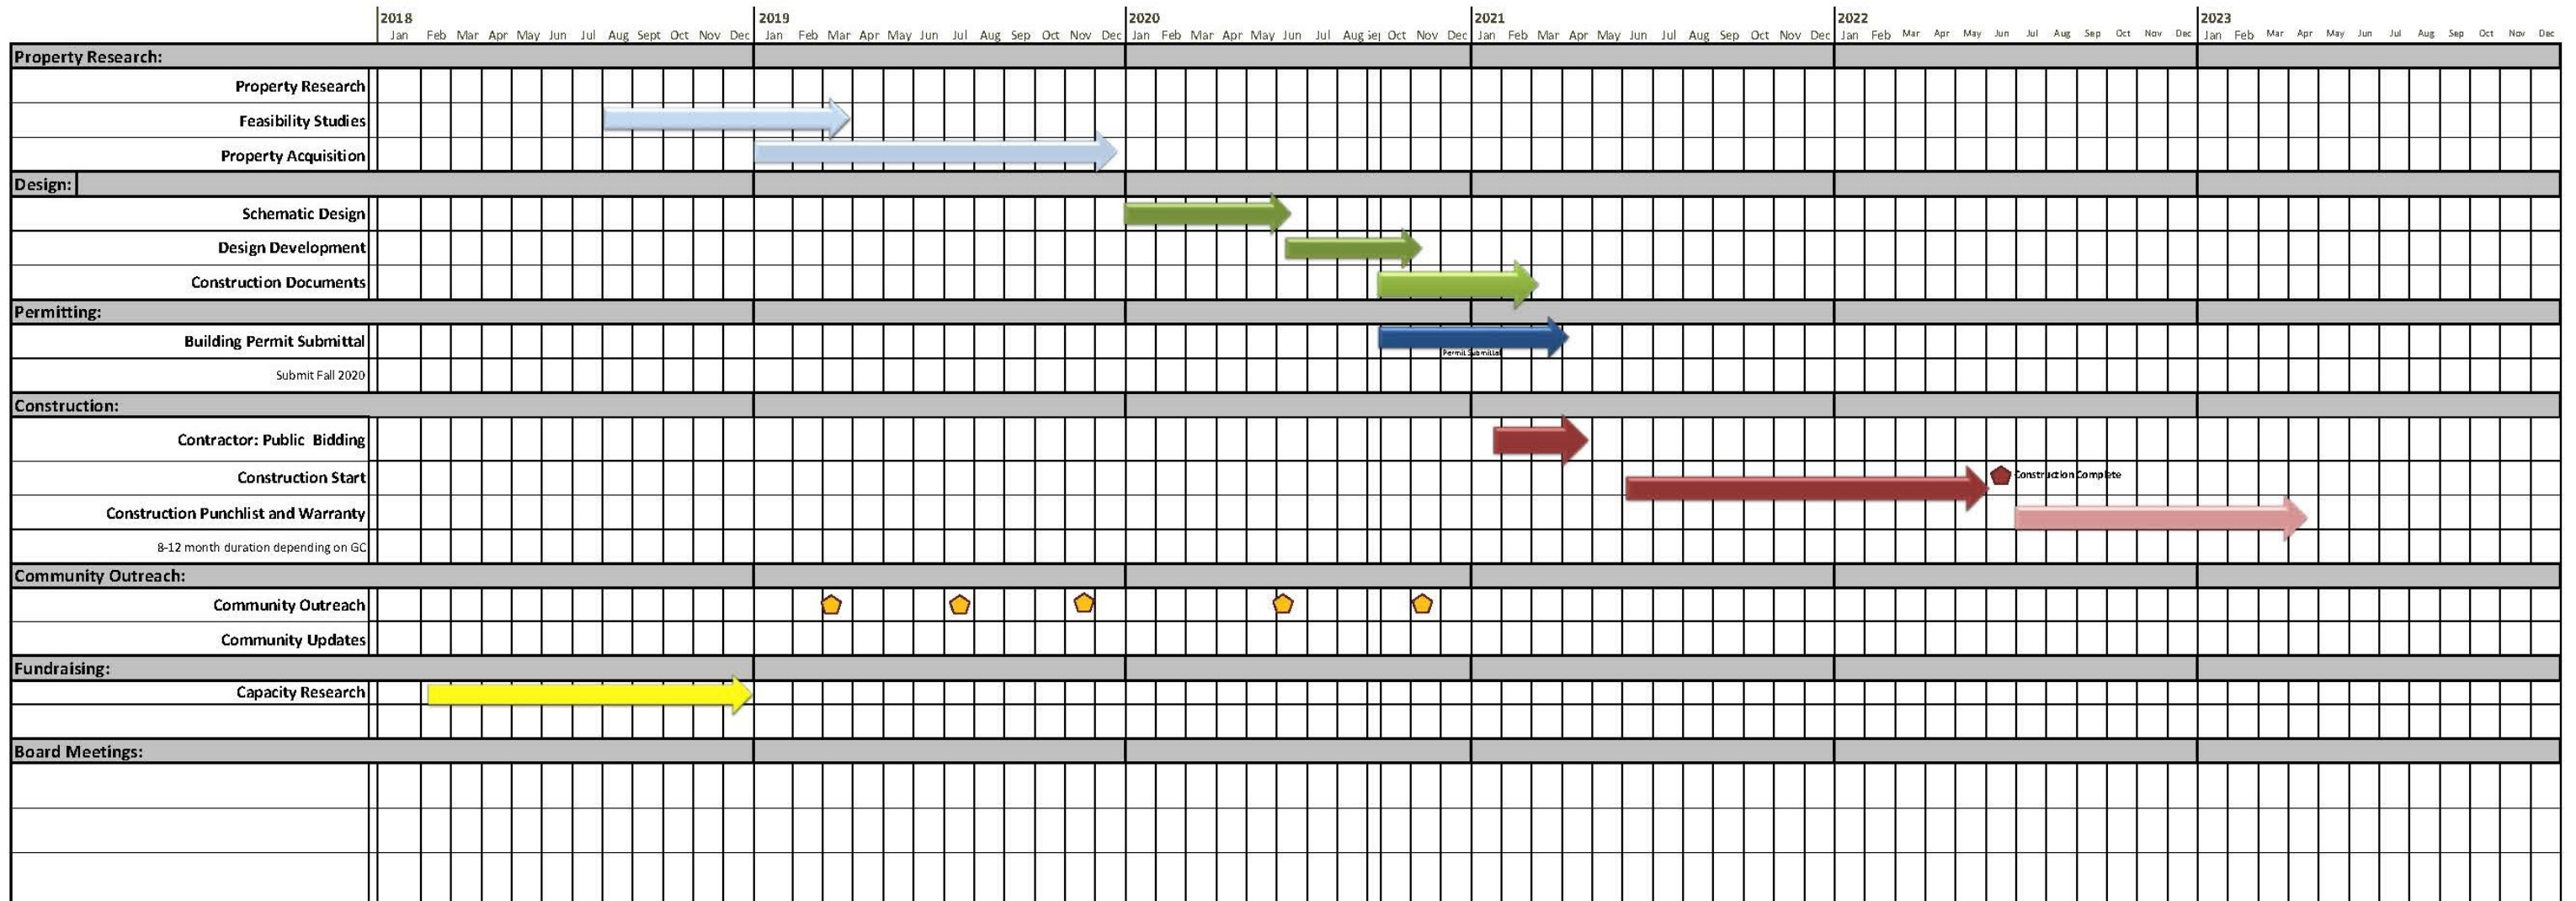 2018 2019 2020 2021 2022 2023
Jan Feb Mar Apr May Jun Jul Aug Sept Oct Nov Dec Jan Feb Mar Apr May Jun Jul Aug Sep Oct Nov Dec Jan Feb Mar Apr May Jun Jul Aug Sep Oct Nov Dec Jan Feb Mar Apr May Jun Jul Aug Sep Oct Nov Dec Jan Feb Mar Apr May Jun Jul Aug Sep Oct Nov Dec Jan Feb Mar Apr May Jun Jul Aug Sep Oct Nov Dec
Property Research:
Property Research
Feasibility Studies
Property Acquisition
Design:
Schematic Design
Design Development
Construction Documents
Permitting:
Building Permit Submittal
Permit Submittal
Submit Fall 2020
Construction:
Contractor: Public Bidding
Construction Start
Construction Complete
Construction Punchlist and Warranty
8-12 month duration depending on GC
Community Outreach:
Community Outreach
Community Updates
Fundraising:
Capacity Research
Board Meetings: